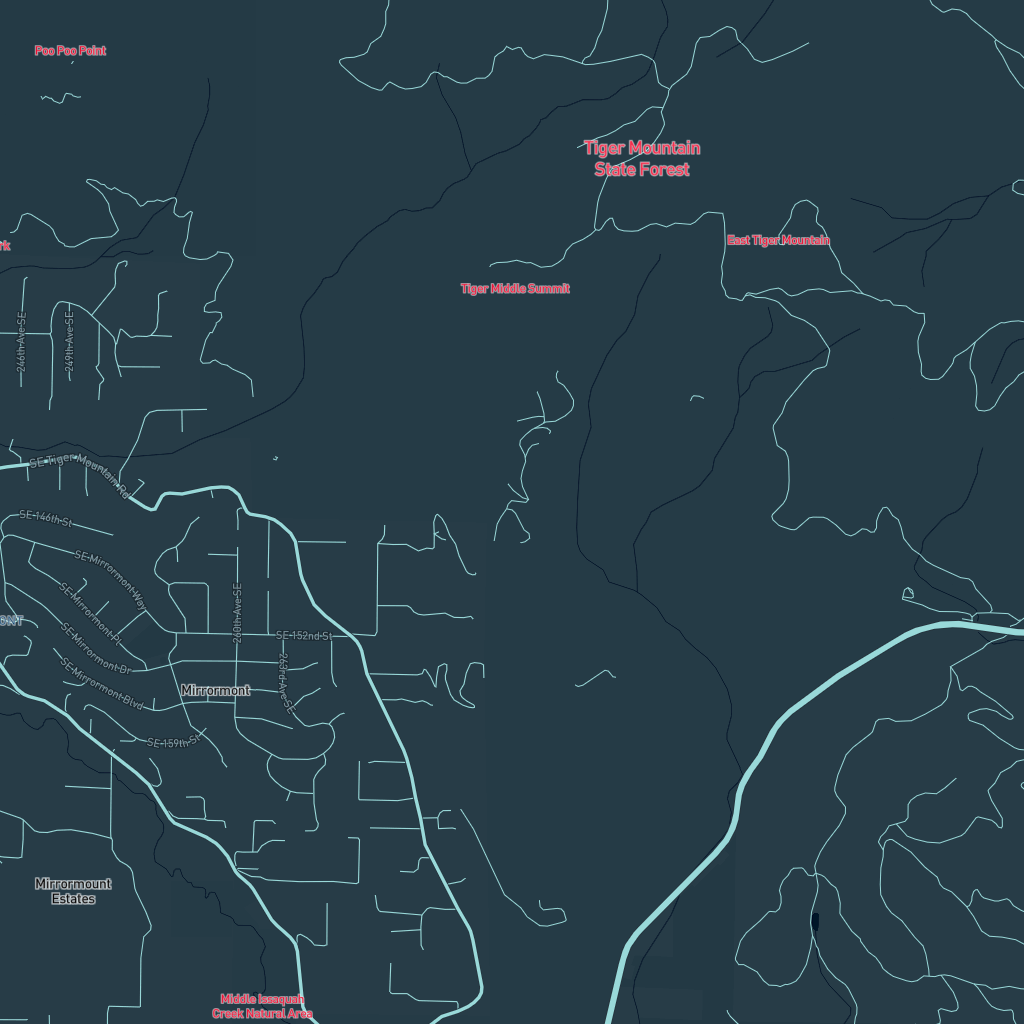 Poo Poo Point
Tiger Mountain
State Forest
East Tiger Mountain
rk
Tiger Middle Summit
246th Ave SE
249th Ave SE
SE Tiger Mountain Rd
SE 146th St
SE Mirrormont Way
SE Mirrormont Pl
260th Ave SE
ONT
SE Mirrormont Dr
SE 152nd St
263rd Ave SE
SE Mirrormont Blvd
Mirrormont
SE 159th St
Mirrormount
Estates
Middle Issaquah
Creek Natural Area